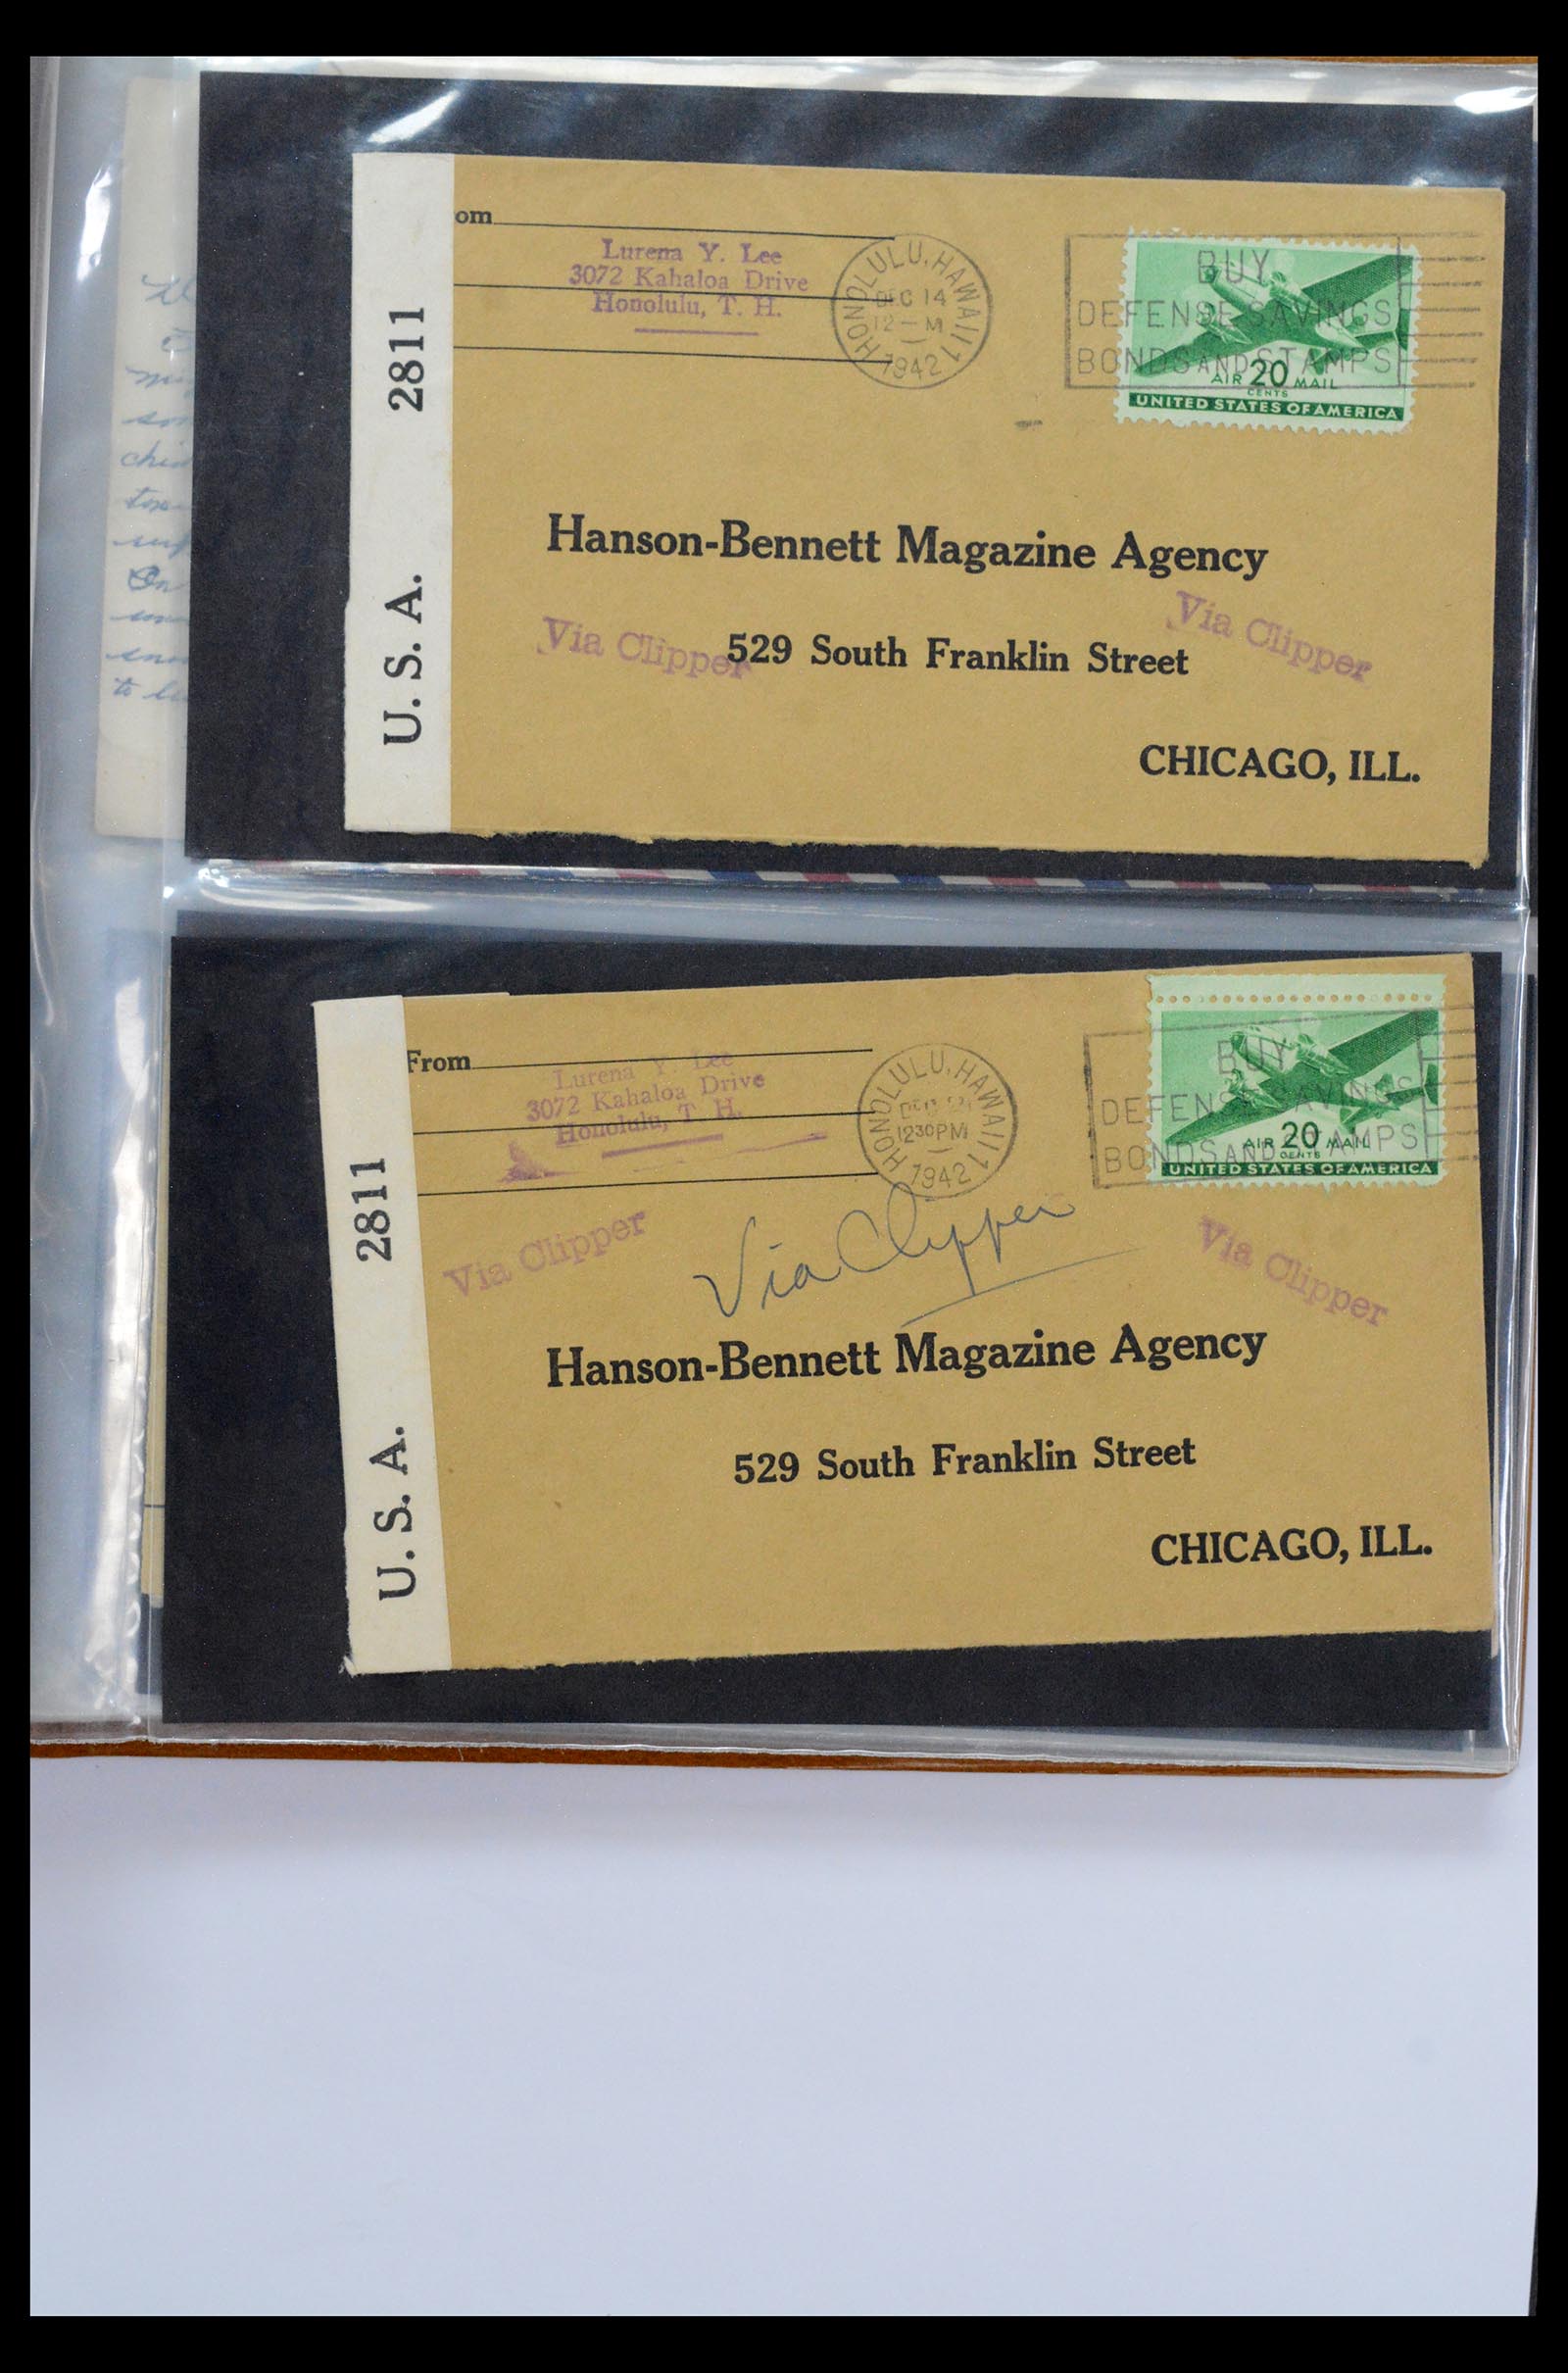 om
Lurena Y. Lee
3072 Kahaloa Drive
Honolulu, T. H.
HONOLULU, HAWAII 1
DEC 14
12 — M
1942
BUY
DEFENSE SAVINGS
BONDS AND STAMPS
AIR 20 MAIL
CENTS
UNITED STATES OF AMERICA
2811
U. S. A.
Hanson-Bennett Magazine Agency
Via Clipper
529 South Franklin Street
Via Clipper
CHICAGO, ILL.
to
From
Lurena Y. Lee
3072 Kahaloa Drive
Honolulu, T. H.
HONOLULU, HAWAII 1
DEC
12 30 PM
1942
BUY
DEFENSE SAVINGS
BONDS AND STAMPS
AIR 20 MAIL
CENTS
UNITED STATES OF AMERICA
2811
U. S. A.
Via Clipper
Via Clipper
Via Clipper
Hanson-Bennett Magazine Agency
529 South Franklin Street
CHICAGO, ILL.